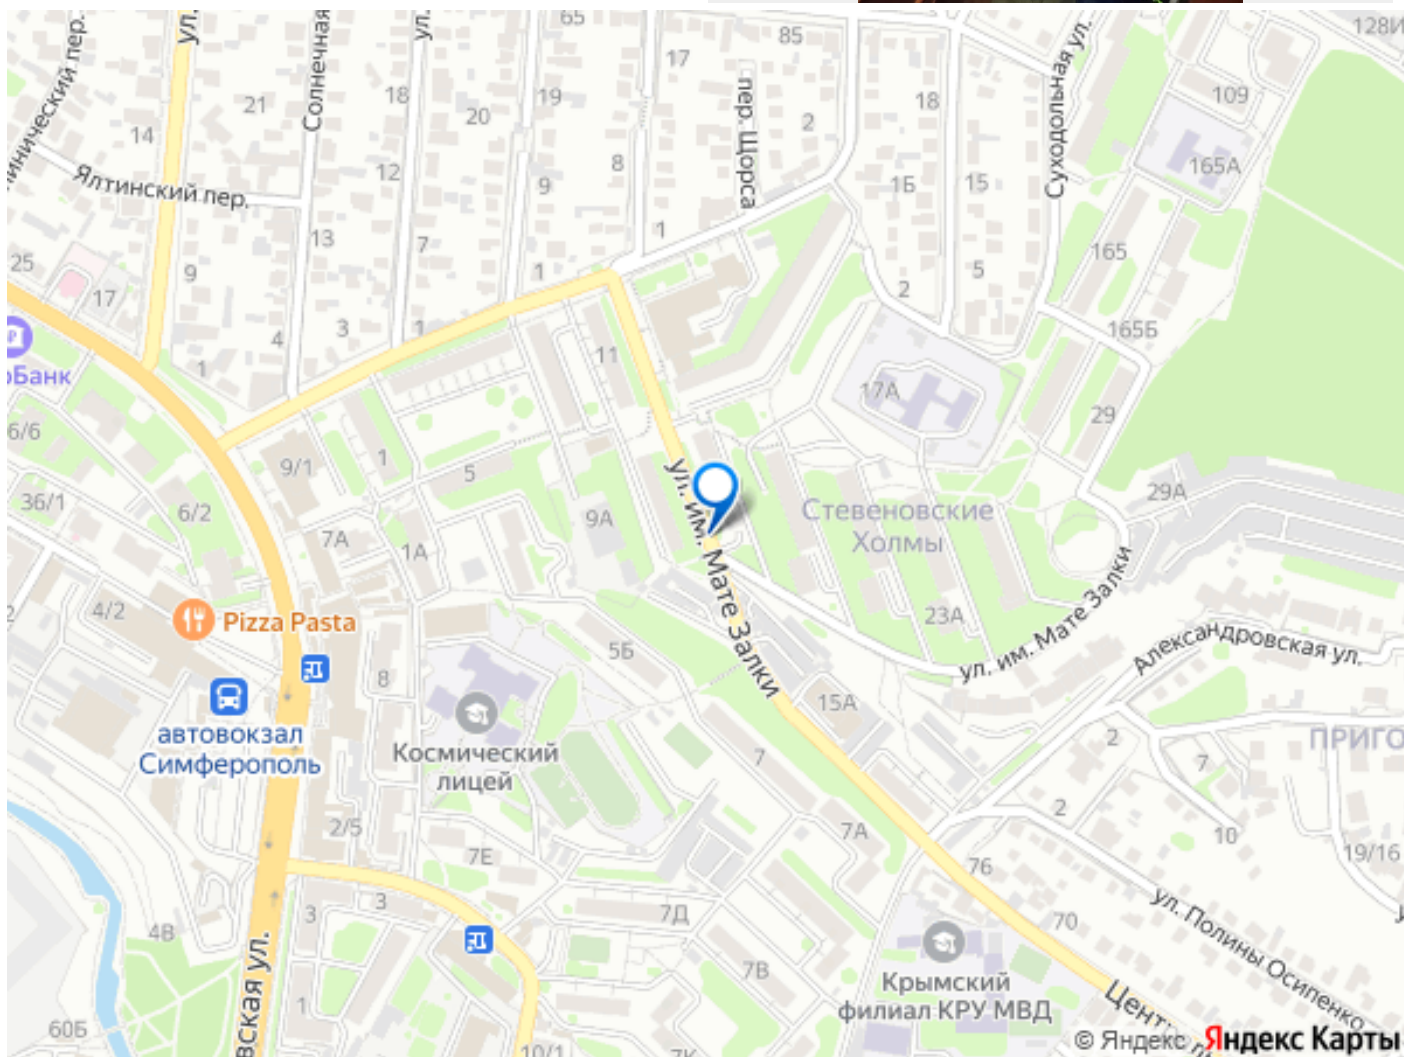 65
85
128И
ул.
Солнечная
ул.
17
Суходольная ул.
21
18
19
20
пер. Щорса
18
109
14
2
Ялтинский пер.
12
8
9
1Б
15
165А
13
7
1
25
9
1
5
165
17
4
3
1
2
165Б
1
11
17А
29
6/6
9/1
1
5
36/1
6/2
9А
29А
7А
1А
ул. им. Мате Залки
Стевеновские
Холмы
4/2
Pizza Pasta
23А
5Б
8
ул. им. Мате Залки
Александровская ул.
автовокзал
Симферополь
Космический
лицей
15А
7
2
7
ПРИГО
2
10
2/5
7А
19/16
7Е
76
3
3
7Д
70
ул. Полины Осипенко
4В
7В
Крымский
филиал КРУ МВД
1
60Б
10/1
7К
© Яндекс Яндекс Карты